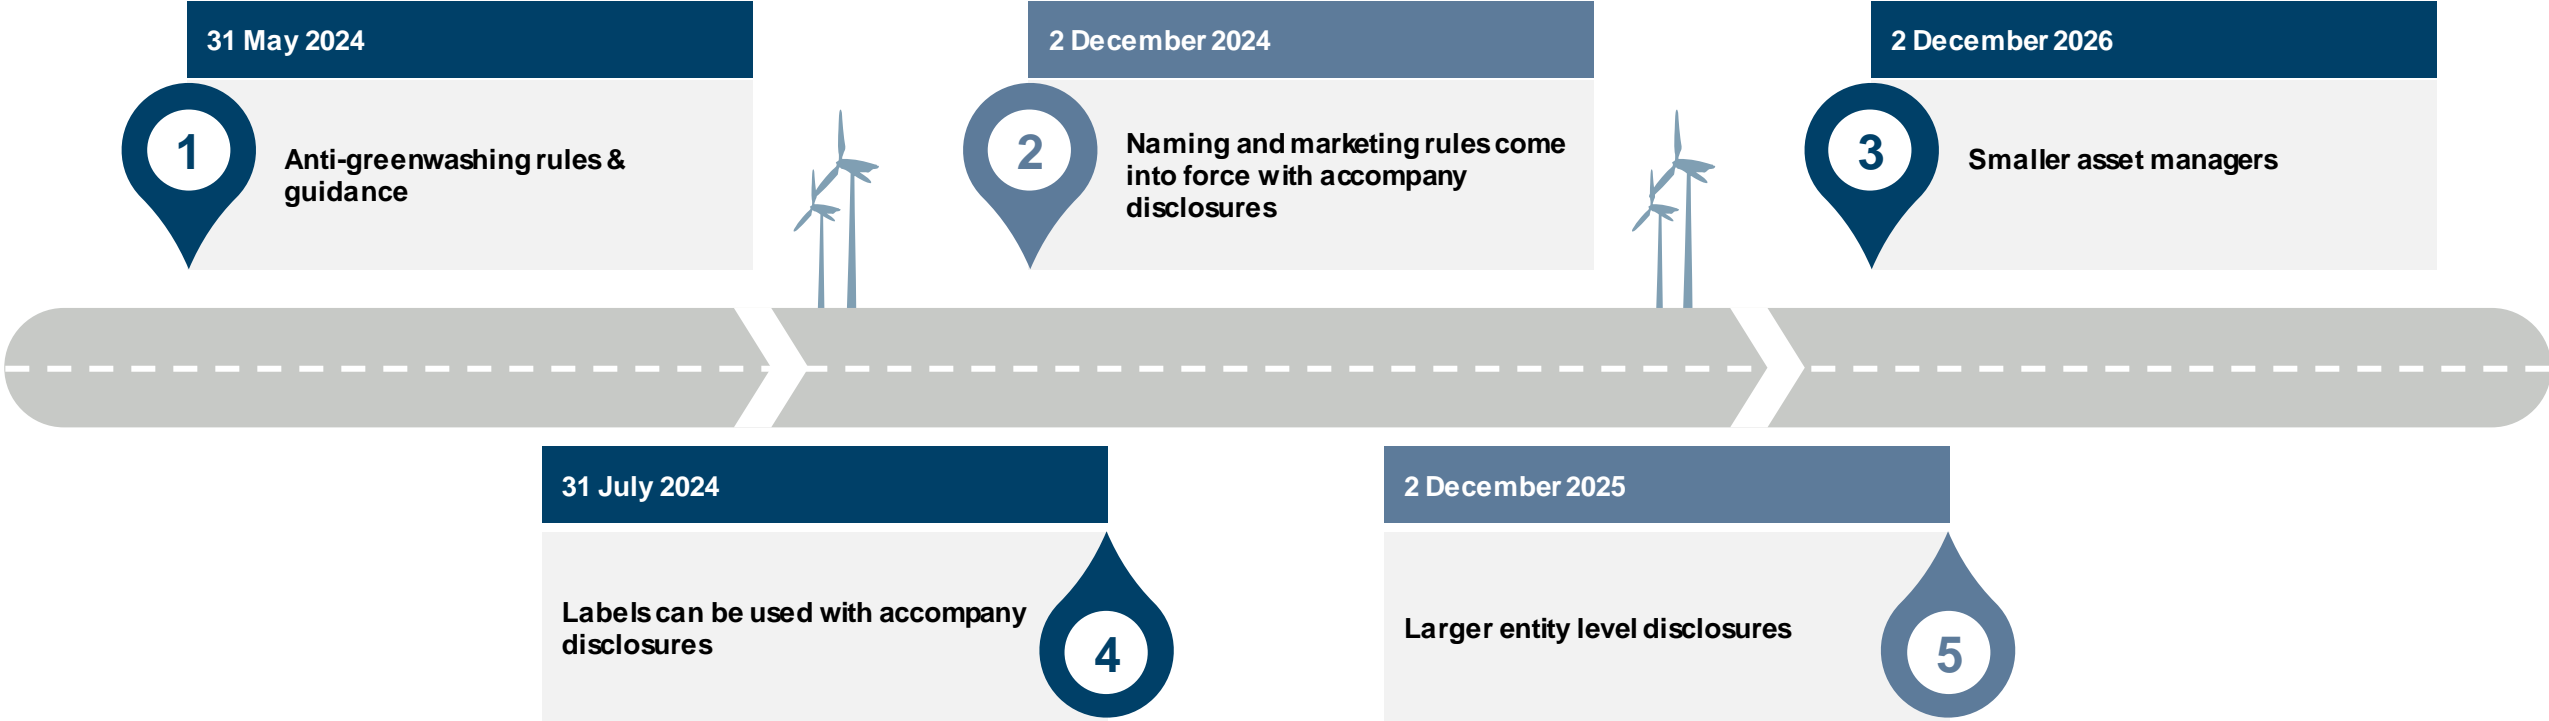 31 May 2024
1
Anti-greenwashing rules &
guidance
2 December 2024
2
Naming and marketing rules come
into force with accompany
disclosures
2 December 2026
3
Smaller asset managers
31 July 2024
Labels can be used with accompany
disclosures
4
2 December 2025
Larger entity level disclosures
5